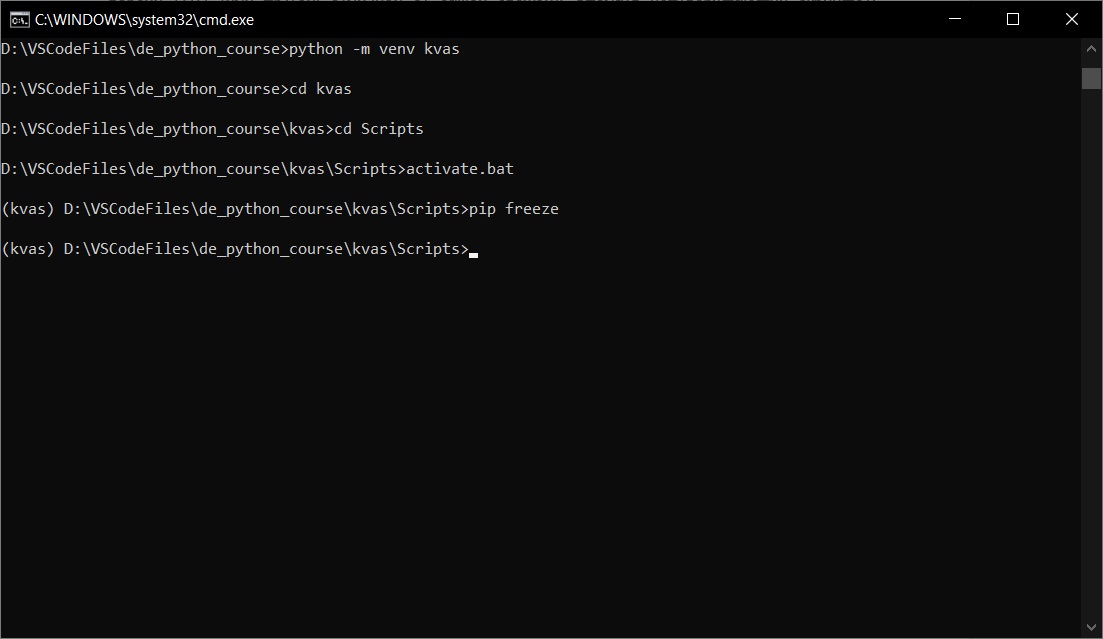 C:\WINDOWS\system32\cmd.exe
D:\VSCodeFiles\de_python_course>python -m venv kvas
D:\VSCodeFiles\de_python_course>cd kvas
D:\VSCodeFiles\de_python_course\kvas>cd Scripts
D:\VSCodeFiles\de_python_course\kvas\Scripts>activate.bat
(kvas) D:\VSCodeFiles\de_python_course\kvas\Scripts>pip freeze
(kvas) D:\VSCodeFiles\de_python_course\kvas\Scripts>